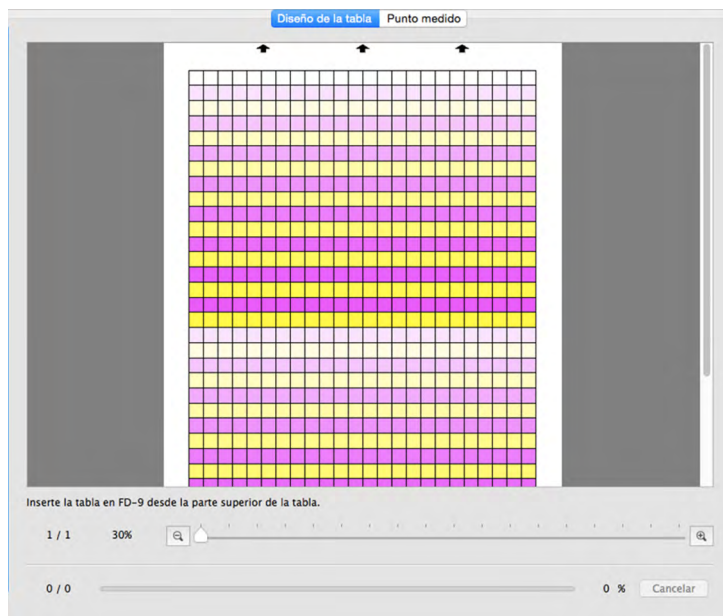 Diseño de la tabla Punto medido
Inserte la tabla en FD-9 desde la parte superior de la tabla.
1 / 1 30%
0 / 0 0 % Cancelar